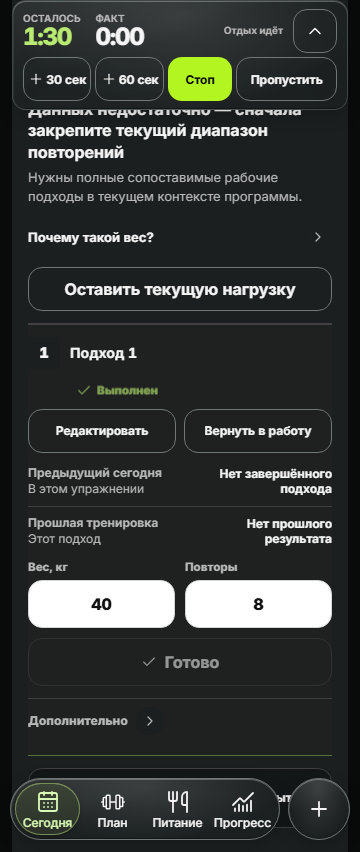 ОСТАЛОСЬ
1:30
ФАКТ
0:00
Отдых идёт
+ 30 сек
+ 60 сек
Стоп
Пропустить
Данных недостаточно — сначала
закрепите текущий диапазон
повторений
Нужны полные сопоставимые рабочие
подходы в текущем контексте программы.
Почему такой вес?
Оставить текущую нагрузку
1 Подход 1
Выполнен
Редактировать
Вернуть в работу
Предыдущий сегодня
В этом упражнении
Нет завершённого
подхода
Прошлая тренировка
Этот подход
Нет прошлого
результата
Вес, кг
Повторы
40
8
Готово
Дополнительно
Сегодня
План
Питание
Прогресс
+